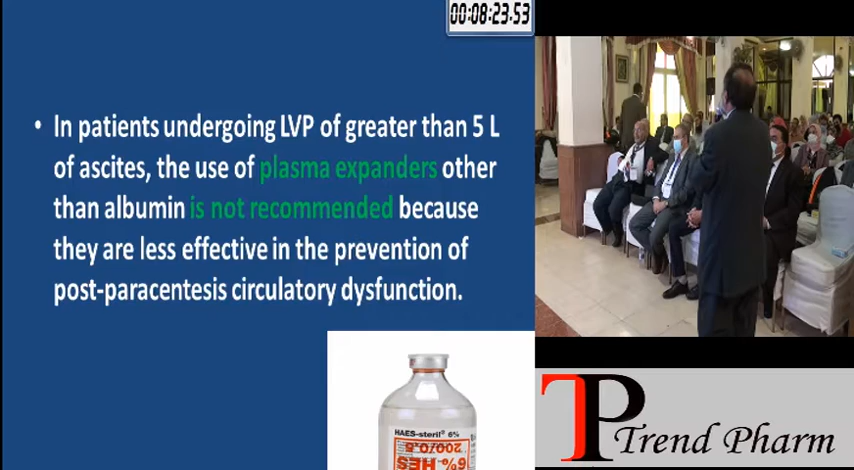 00:08:23.53
• In patients undergoing LVP of greater than 5 L
of ascites, the use of plasma expanders other
than albumin is not recommended because
they are less effective in the prevention of
post-paracentesis circulatory dysfunction.
HAES-steril® 6%
200/0.5
6% HES
TP Trend Pharm